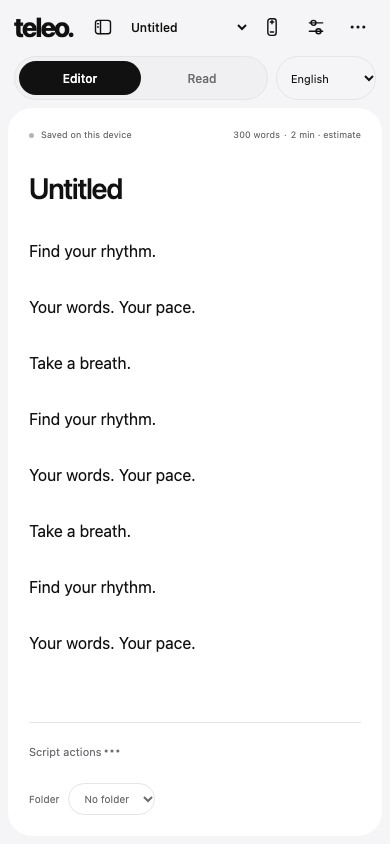 teleo. Untitled
Editor Read English
Saved on this device 300 words · 2 min · estimate
Untitled
Find your rhythm.
Your words. Your pace.
Take a breath.
Find your rhythm.
Your words. Your pace.
Take a breath.
Find your rhythm.
Your words. Your pace.
Script actions
Folder No folder